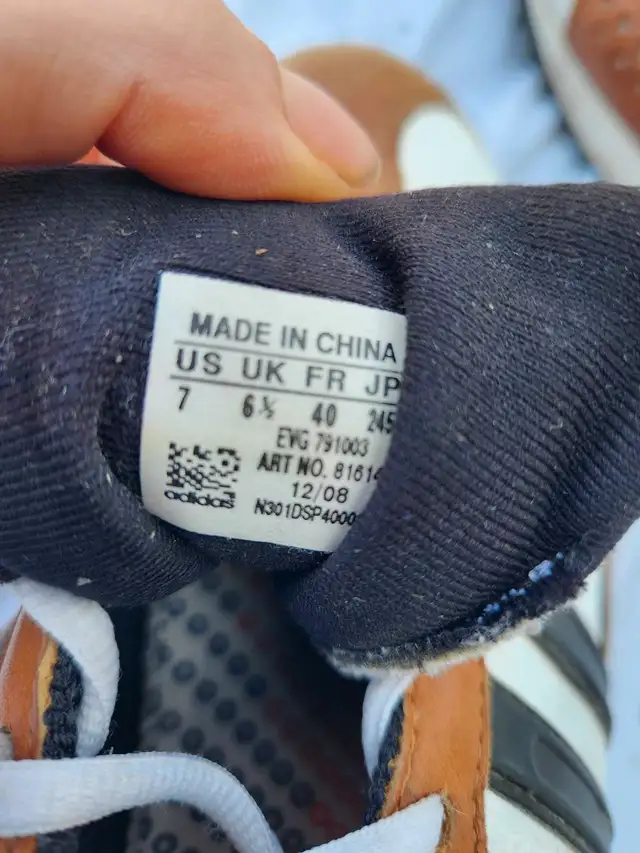 MADE IN CHINA
US UK FR JP
7 6½ 40 245
EVG 791003
ART NO. 81614
12/08
adidas N301DSP4000